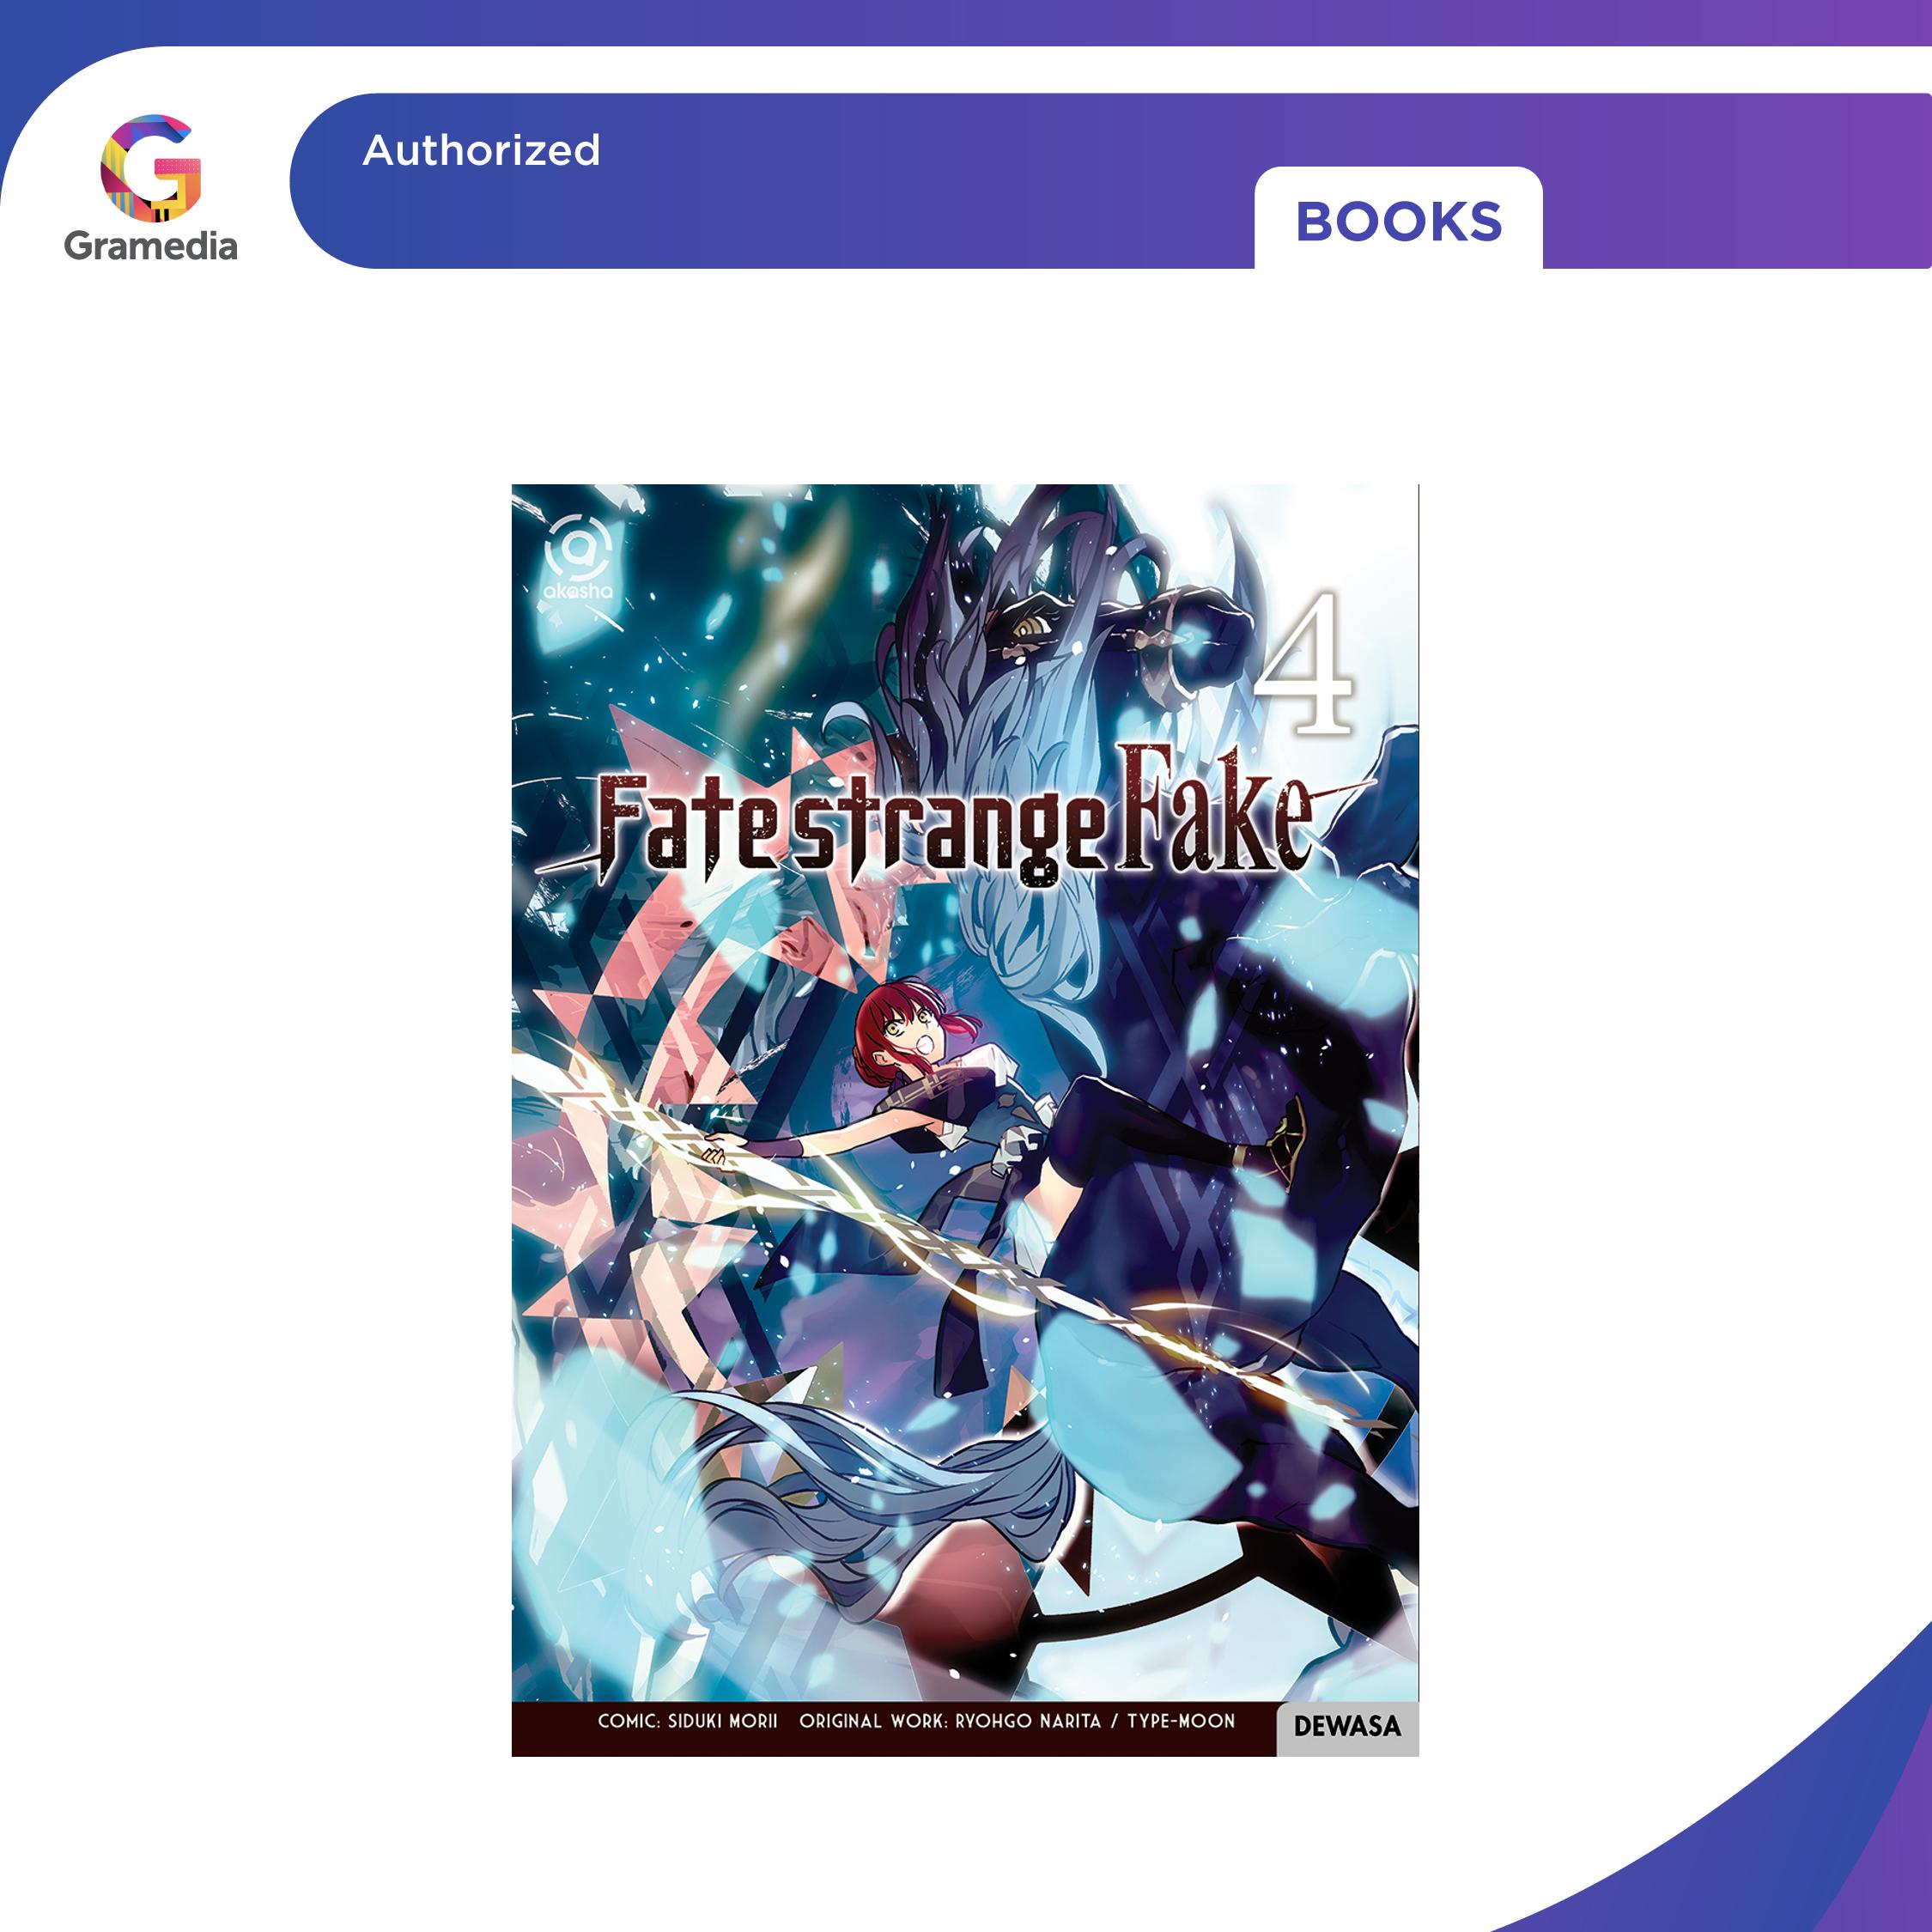 Authorized
Gramedia
BOOKS
akasha
4
Fate strange Fake
COMIC: SIDUKI MORII ORIGINAL WORK: RYOHGO NARITA / TYPE-MOON
DEWASA